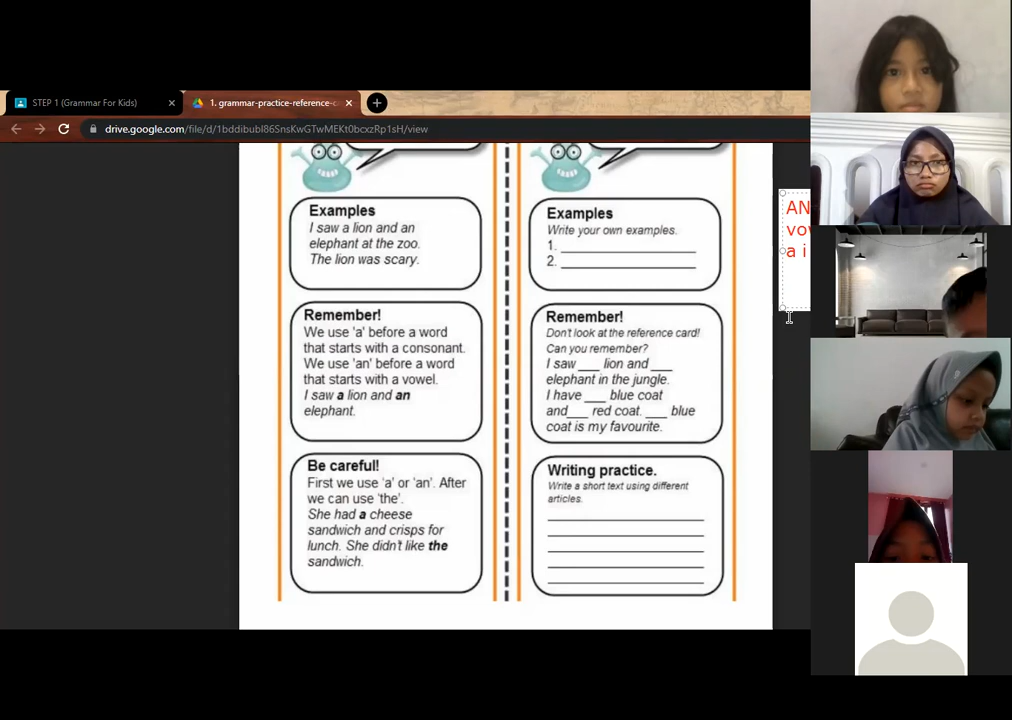 STEP 1 (Grammar For Kids)
1. grammar-practice-reference-c
drive.google.com/file/d/1bddibubI86SnsKwGTwMEKt0bcxzRp1sH/view
Examples
I saw a lion and an
elephant at the zoo.
The lion was scary.
Remember!
We use 'a' before a word
that starts with a consonant.
We use 'an' before a word
that starts with a vowel.
I saw a lion and an
elephant.
Be careful!
First we use 'a' or 'an'. After
we can use 'the'.
She had a cheese
sandwich and crisps for
lunch. She didn't like the
sandwich.
Examples
Write your own examples.
1. ____________________
2. ____________________
Remember!
Don't look at the reference card!
Can you remember?
I saw ___ lion and ___
elephant in the jungle.
I have ___ blue coat
and___ red coat. ___ blue
coat is my favourite.
Writing practice.
Write a short text using different
articles.
AN
vo
a i